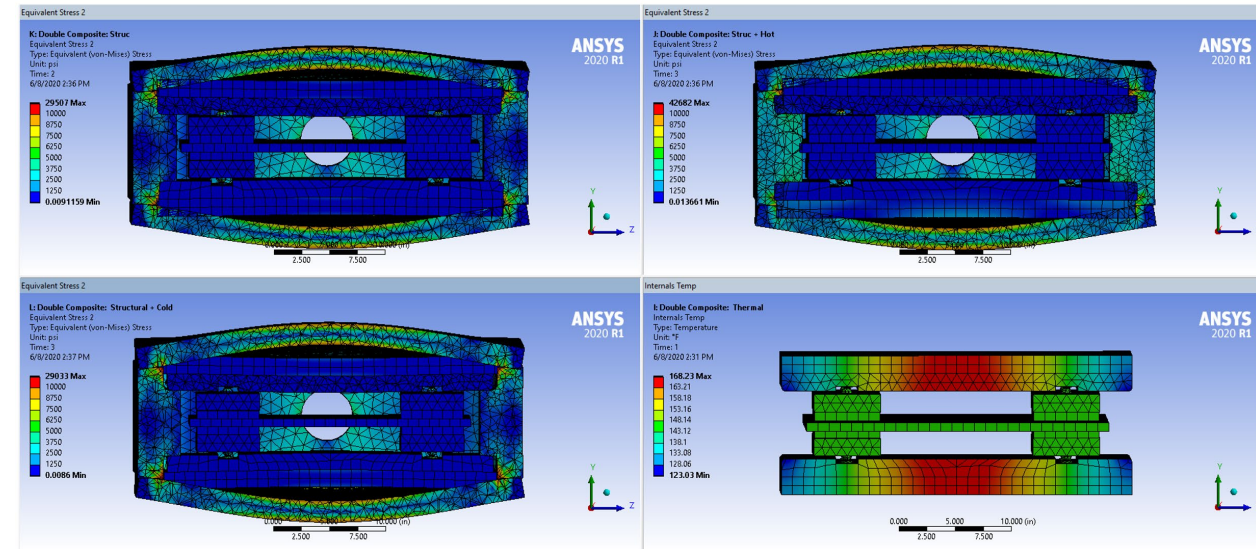 Equivalent Stress 2
K: Double Composite: Struc
Equivalent Stress 2
Type: Equivalent (von-Mises) Stress
Unit: psi
Time: 2
6/8/2020 2:36 PM
29507 Max
10000
8750
7500
6250
5000
3750
2500
1250
0.0091159 Min
ANSYS
2020 R1
Y
Z
10.000 (in)
2.500
7.500
Equivalent Stress 2
J: Double Composite: Struc + Hot
Equivalent Stress 2
Type: Equivalent (von-Mises) Stress
Unit: psi
Time: 3
6/8/2020 2:36 PM
42682 Max
10000
8750
7500
6250
5000
3750
2500
1250
0.013661 Min
ANSYS
2020 R1
Y
Z
10.000 (in)
2.500
7.500
Equivalent Stress 2
L: Double Composite: Structural + Cold
Equivalent Stress 2
Type: Equivalent (von-Mises) Stress
Unit: psi
Time: 3
6/8/2020 2:37 PM
29033 Max
10000
8750
7500
6250
5000
3750
2500
1250
0.0086 Min
ANSYS
2020 R1
Y
Z
0.000 5.000 10.000 (in)
2.500
7.500
Internals Temp
I: Double Composite: Thermal
Internals Temp
Type: Temperature
Unit: °F
Time: 1
6/8/2020 2:31 PM
168.23 Max
163.21
158.18
153.16
148.14
143.12
138.1
133.08
128.06
123.03 Min
ANSYS
2020 R1
Y
Z
0.000 5.000 10.000 (in)
2.500
7.500